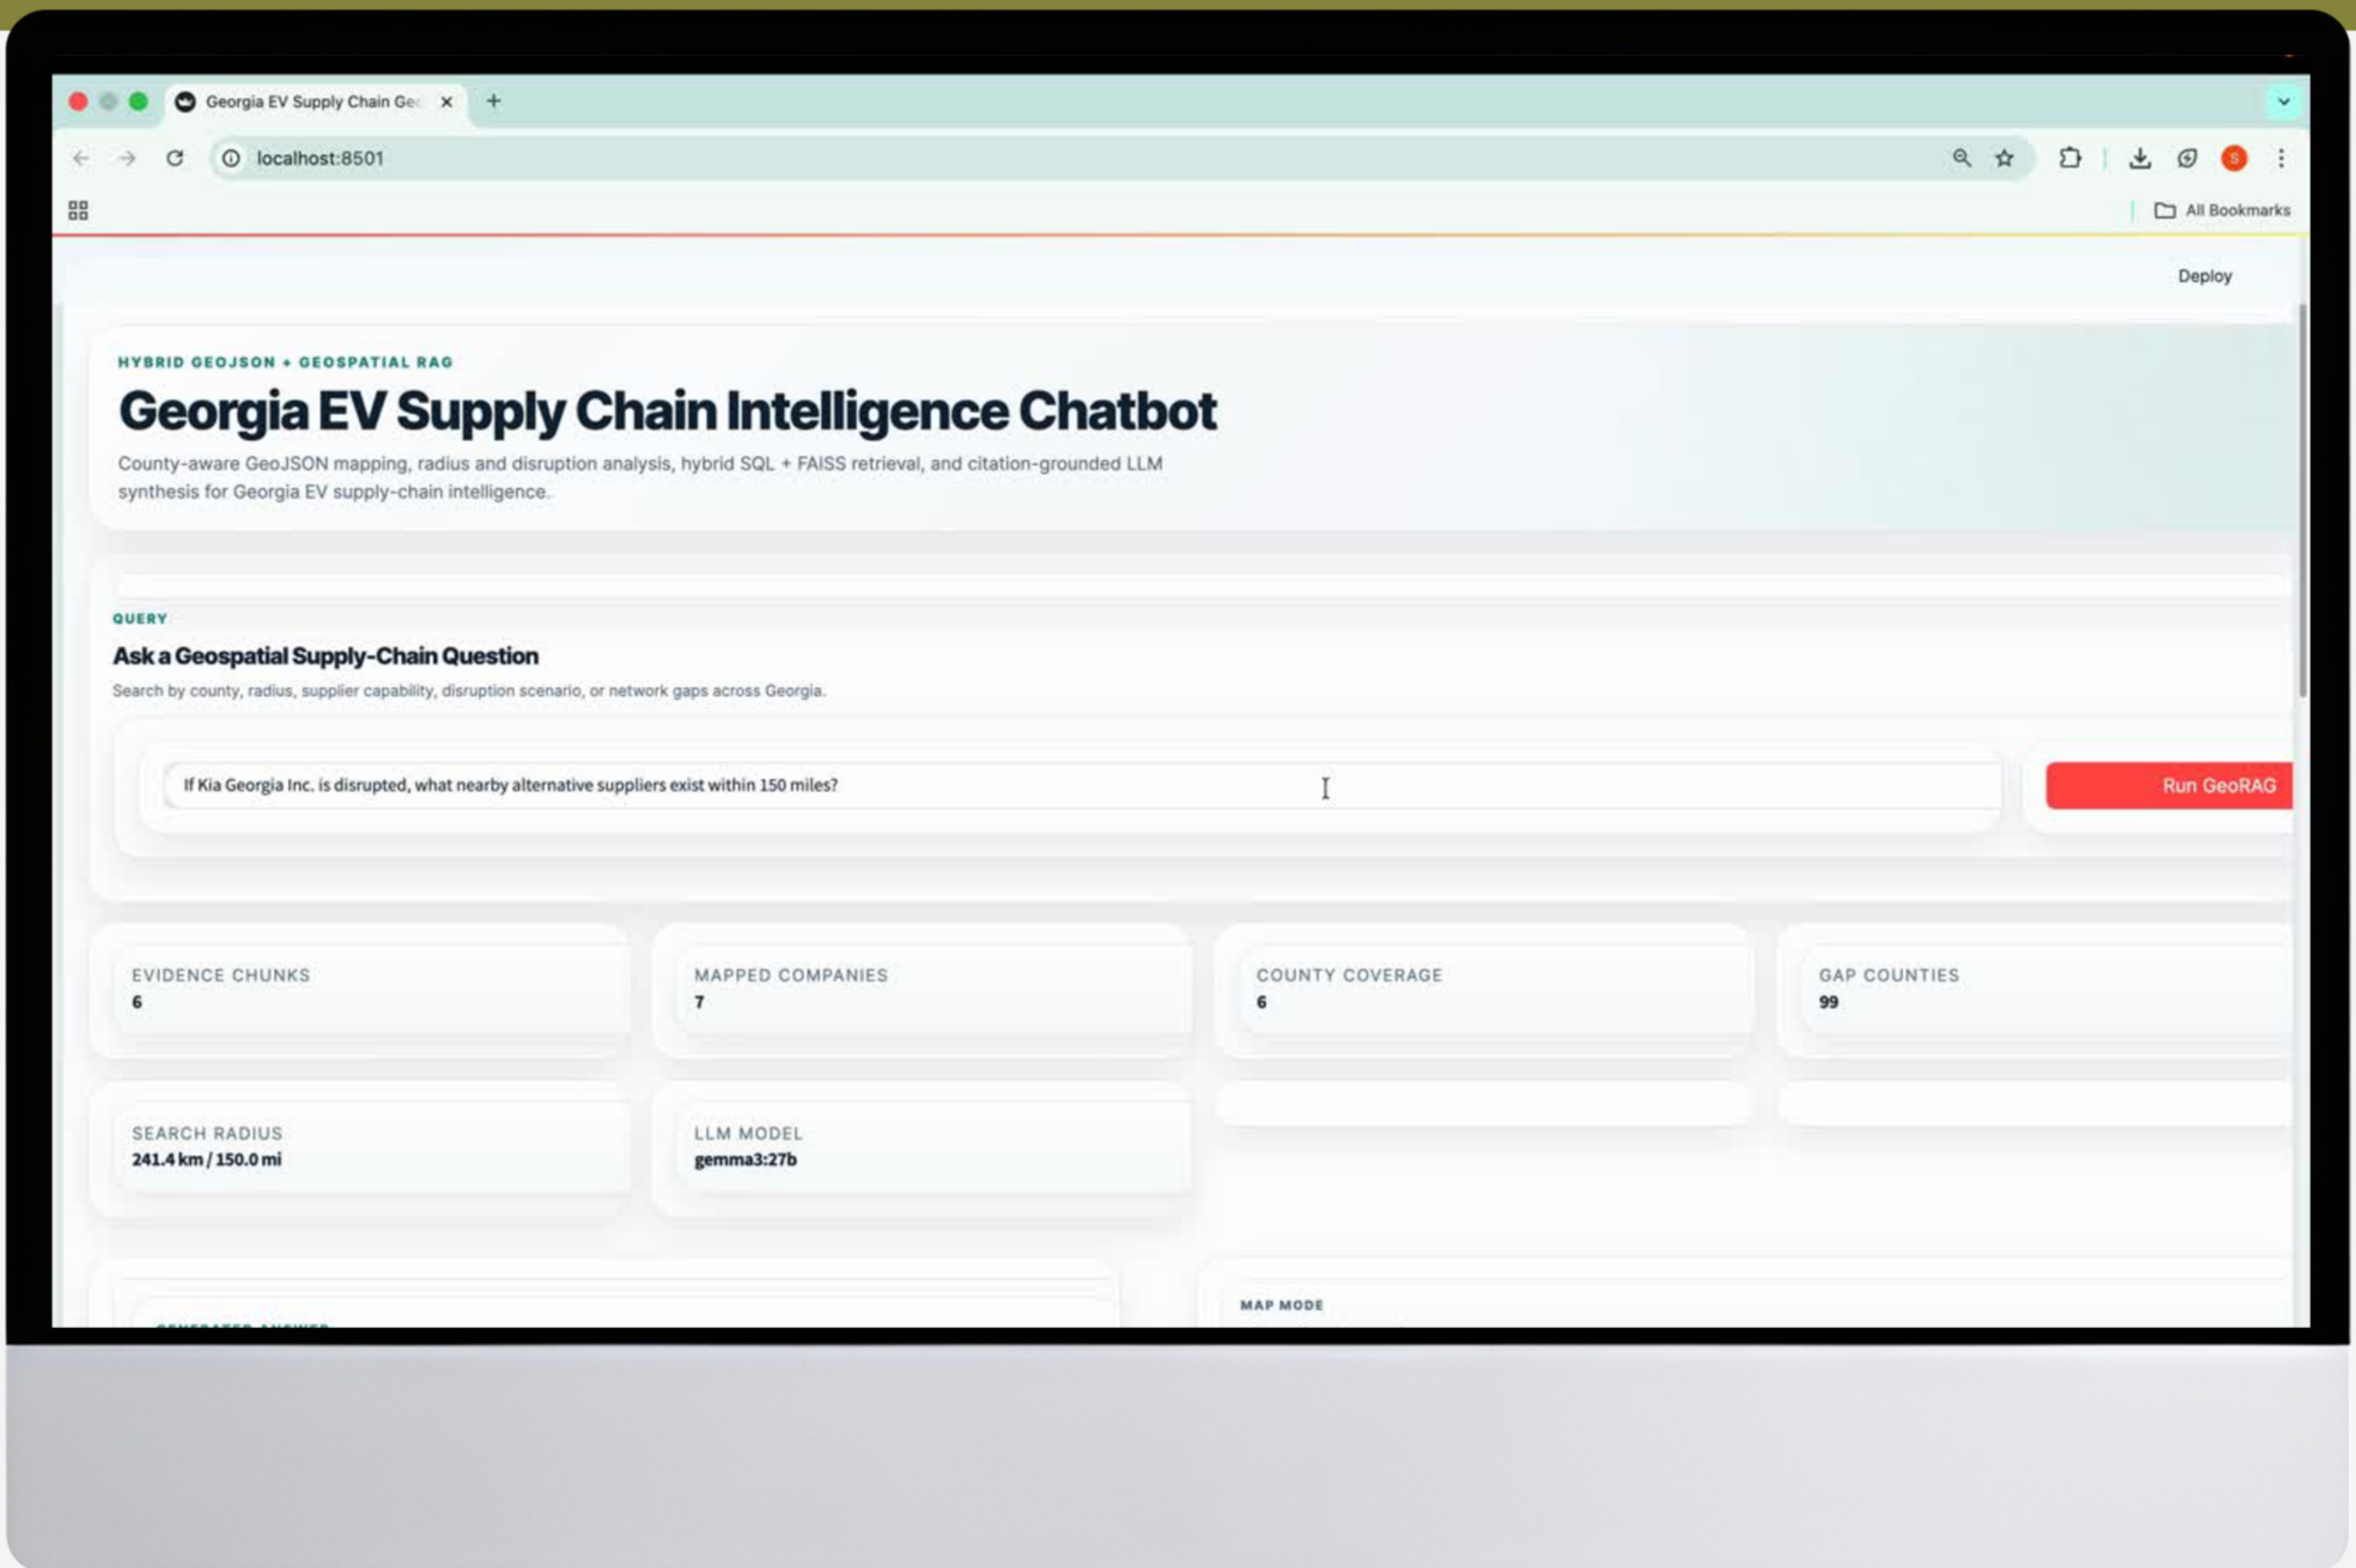 Georgia EV Supply Chain Geo
localhost:8501
S
All Bookmarks
Deploy
HYBRID GEOJSON + GEOSPATIAL RAG
Georgia EV Supply Chain Intelligence Chatbot
County-aware GeoJSON mapping, radius and disruption analysis, hybrid SQL + FAISS retrieval, and citation-grounded LLM
synthesis for Georgia EV supply-chain intelligence.
QUERY
Ask a Geospatial Supply-Chain Question
Search by county, radius, supplier capability, disruption scenario, or network gaps across Georgia.
If Kia Georgia Inc. is disrupted, what nearby alternative suppliers exist within 150 miles?
Run GeoRAG
EVIDENCE CHUNKS
6
MAPPED COMPANIES
7
COUNTY COVERAGE
6
GAP COUNTIES
99
SEARCH RADIUS
241.4 km / 150.0 mi
LLM MODEL
gemma3:27b
GENERATED ANSWER
MAP MODE